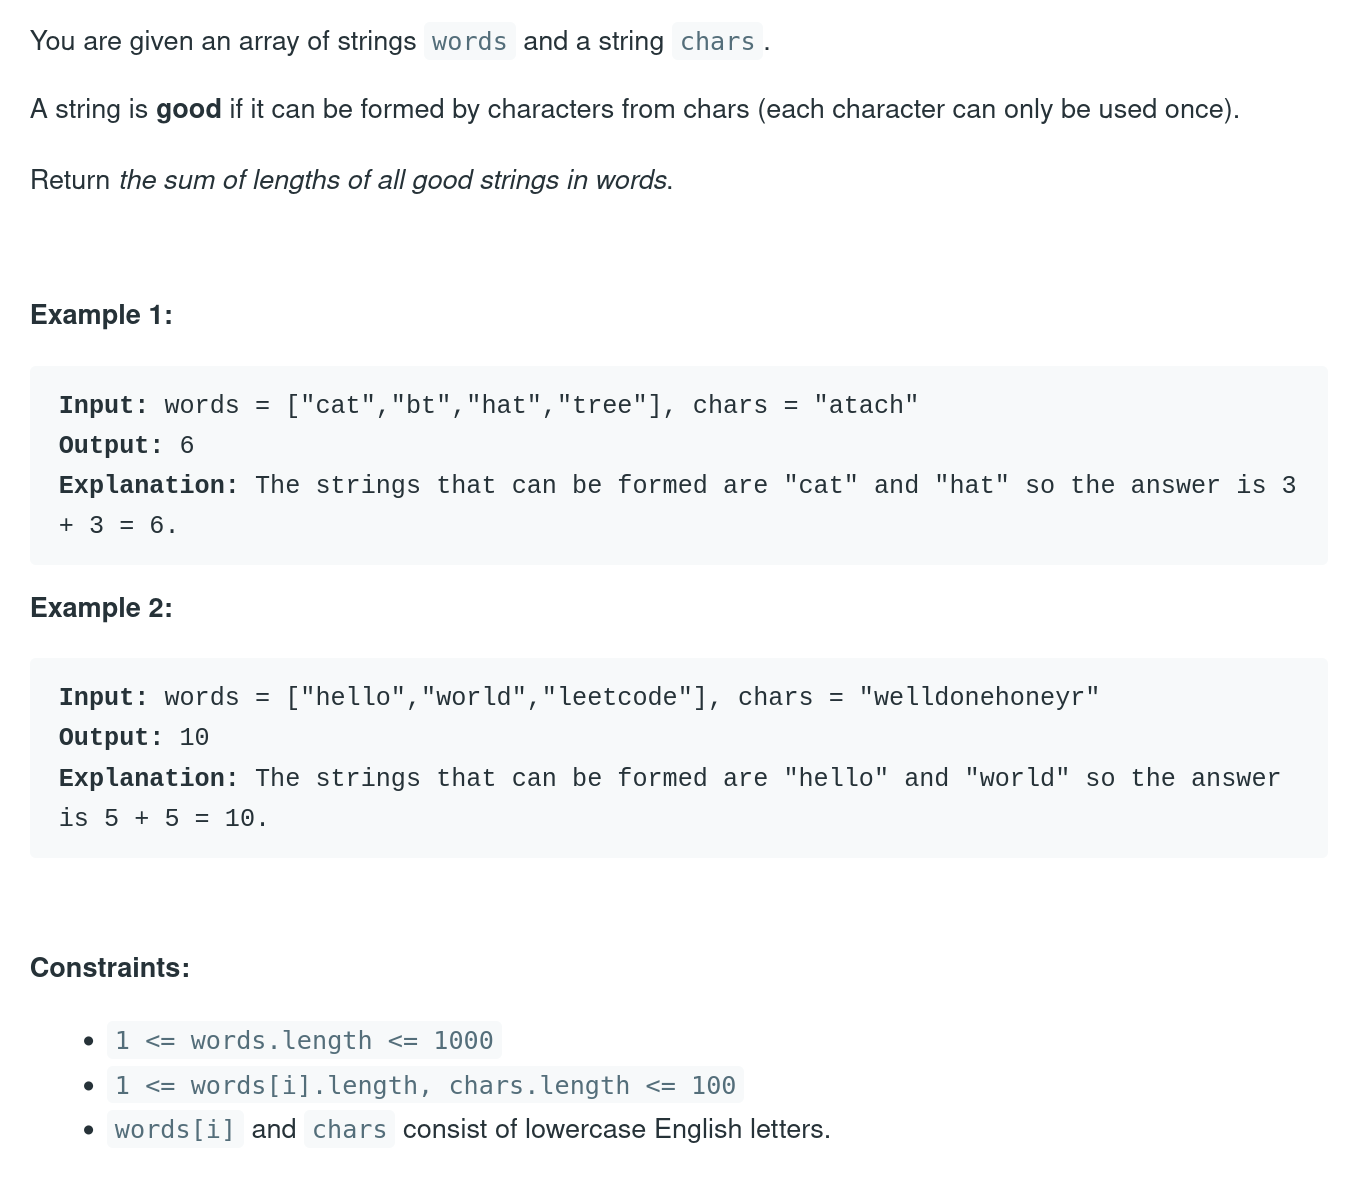 You are given an array of strings words and a string chars.
A string is good if it can be formed by characters from chars (each character can only be used once).
Return the sum of lengths of all good strings in words.
Example 1:
Input: words = ["cat","bt","hat","tree"], chars = "atach"
Output: 6
Explanation: The strings that can be formed are "cat" and "hat" so the answer is 3
+ 3 = 6.
Example 2:
Input: words = ["hello","world","leetcode"], chars = "welldonehoneyr"
Output: 10
Explanation: The strings that can be formed are "hello" and "world" so the answer
is 5 + 5 = 10.
Constraints:
• 1 <= words.length <= 1000
• 1 <= words[i].length, chars.length <= 100
• words[i] and chars consist of lowercase English letters.